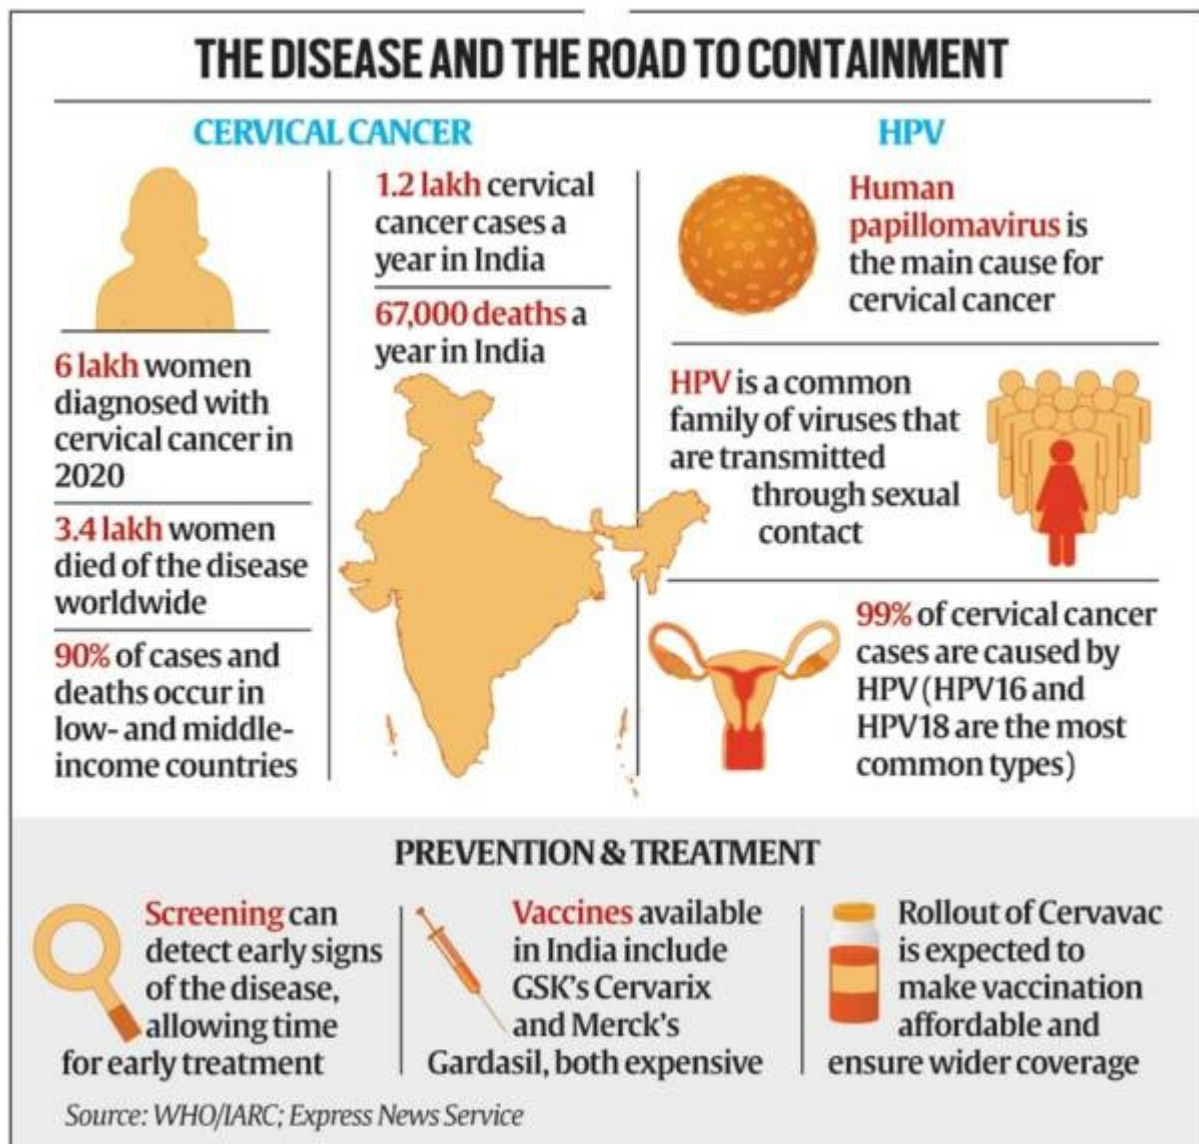 THE DISEASE AND THE ROAD TO CONTAINMENT
CERVICAL CANCER
6 lakh women
diagnosed with
cervical cancer in
2020
3.4 lakh women
died of the disease
worldwide
90% of cases and
deaths occur in
low- and middle-
income countries
1.2 lakh cervical
cancer cases a
year in India
67,000 deaths a
year in India
HPV
Human
papillomavirus is
the main cause for
cervical cancer
HPV is a common
family of viruses that
are transmitted
through sexual
contact
99% of cervical cancer
cases are caused by
HPV (HPV16 and
HPV18 are the most
common types)
PREVENTION & TREATMENT
Screening can
detect early signs
of the disease,
allowing time
for early treatment
Vaccines available
in India include
GSK's Cervarix
and Merck's
Gardasil, both expensive
Rollout of Cervavac
is expected to
make vaccination
affordable and
ensure wider coverage
Source: WHO/IARC; Express News Service